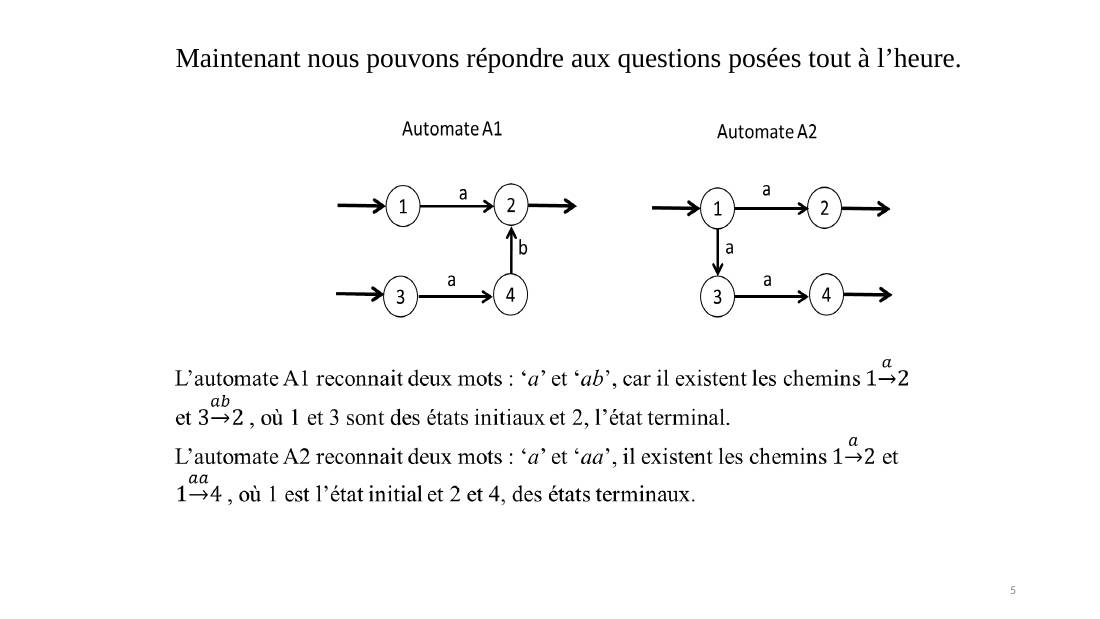 Maintenant nous pouvons répondre aux questions posées tout à l’heure.
Automate A1
Automate A2
a
1
2
b
a
3
4
a
1
2
a
a
3
4
L’automate A1 reconnait deux mots : ‘a’ et ‘ab’, car il existent les chemins 1 a→ 2
et 3 ab→ 2 , où 1 et 3 sont des états initiaux et 2, l’état terminal.
L’automate A2 reconnait deux mots : ‘a’ et ‘aa’, il existent les chemins 1 a→ 2 et
1 aa→ 4 , où 1 est l’état initial et 2 et 4, des états terminaux.
5